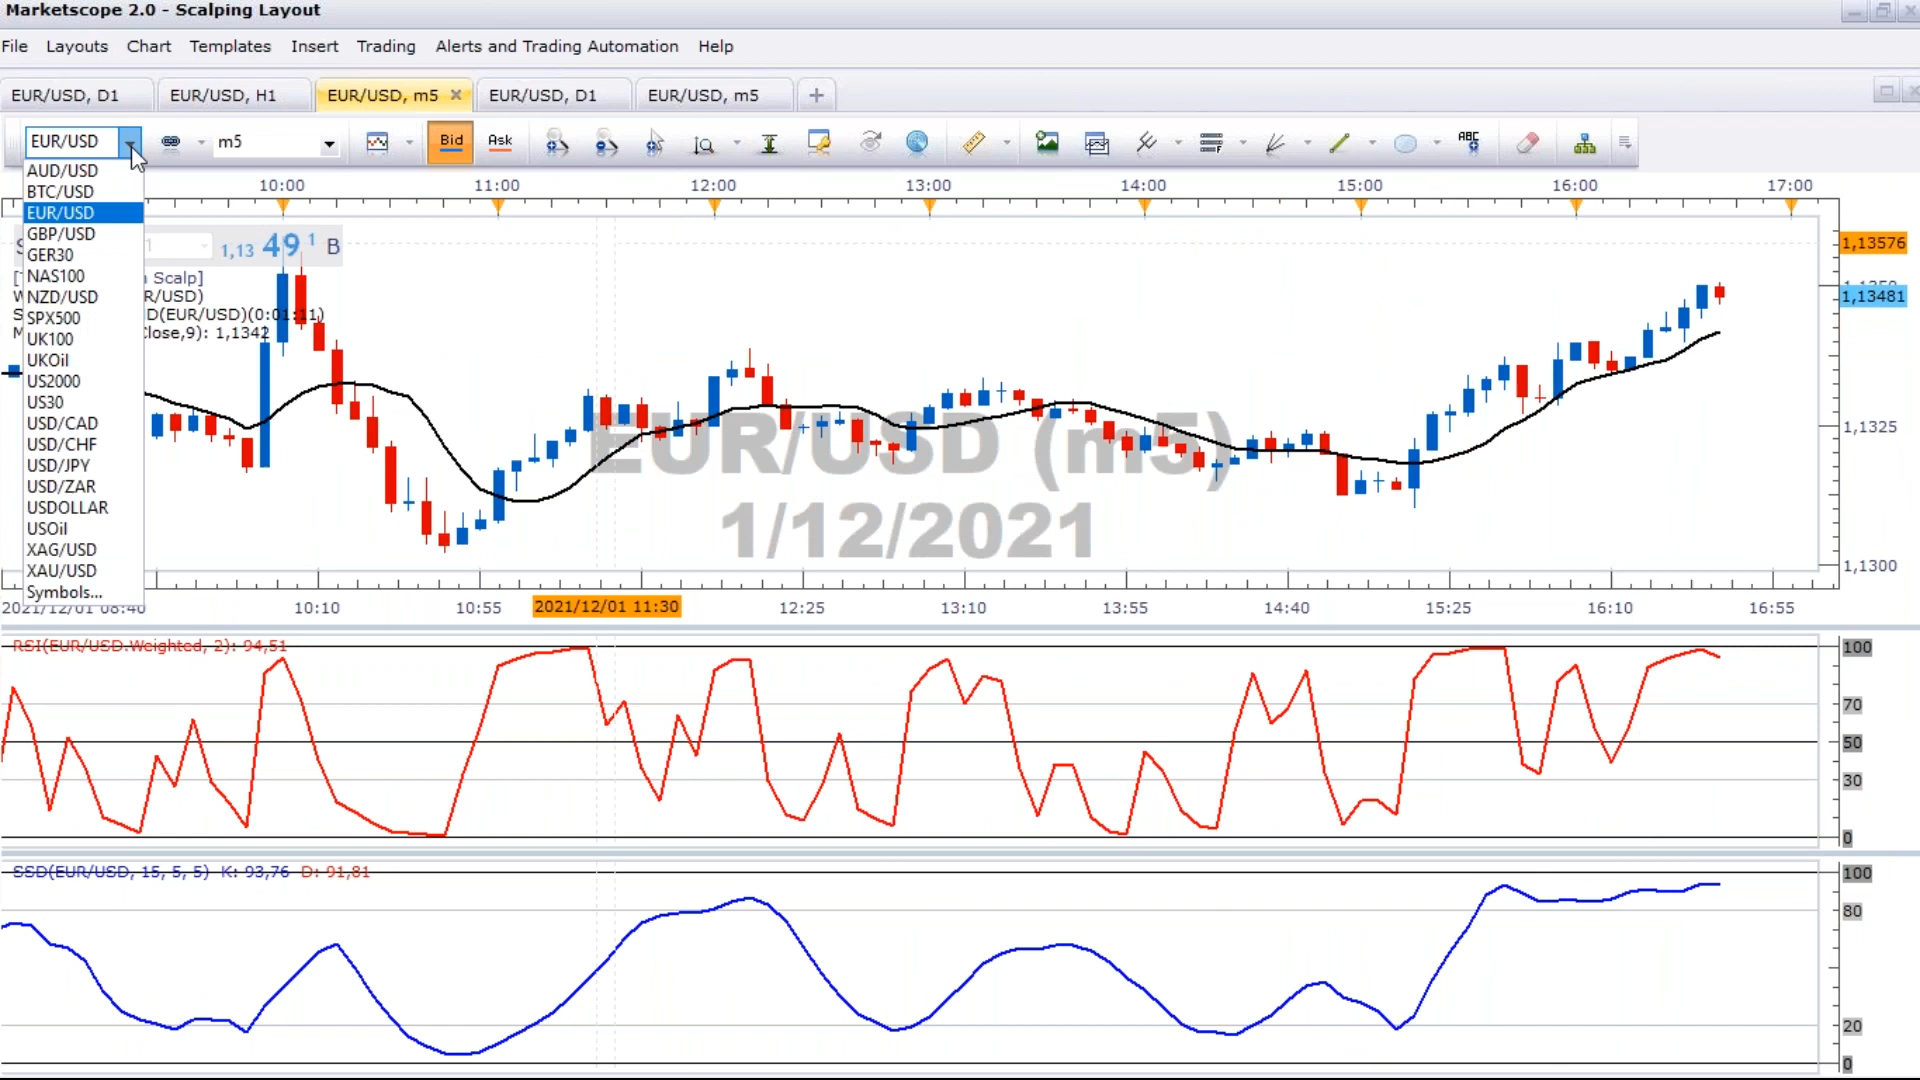 Marketscope 2.0 - Scalping Layout
File Layouts Chart Templates Insert Trading Alerts and Trading Automation Help
EUR/USD, D1 EUR/USD, H1 EUR/USD, m5 EUR/USD, D1 EUR/USD, m5
EUR/USD m5 Bid Ask ABC
AUD/USD
BTC/USD
EUR/USD
GBP/USD
GER30
NAS100
NZD/USD
SPX500
UK100
UKOil
US2000
US30
USD/CAD
USD/CHF
USD/JPY
USD/ZAR
USDOLLAR
USOil
XAG/USD
XAU/USD
Symbols...
10:00 11:00 12:00 13:00 14:00 15:00 16:00 17:00
1,13 49 1 B
Scalp]
R/USD)
D(EUR/USD)(0:01:11)
Close,9): 1,1342
EUR/USD (m5)
1/12/2021
1,13576
1,13481
1,1325
1,1300
2021/12/01 08:40 10:10 10:55 2021/12/01 11:30 12:25 13:10 13:55 14:40 15:25 16:10 16:55
RSI(EUR/USD.Weighted, 2): 94,51
100
70
50
30
0
SSD(EUR/USD, 15, 5, 5) K: 93,76 D: 91,81
100
80
20
0